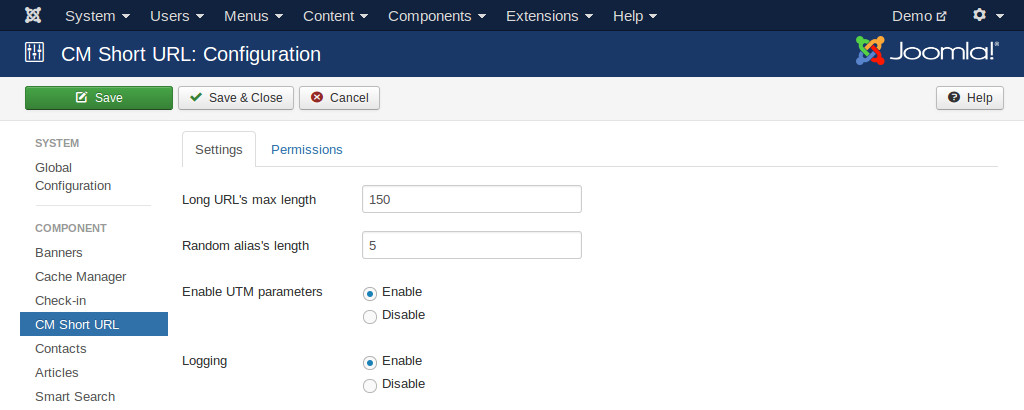 System Users Menus Content Components Extensions Help Demo
CM Short URL: Configuration Joomla!®
Save Save & Close Cancel Help
SYSTEM
Global
Configuration
COMPONENT
Banners
Cache Manager
Check-in
CM Short URL
Contacts
Articles
Smart Search
Settings Permissions
Long URL's max length 150
Random alias's length 5
Enable UTM parameters Enable
Disable
Logging Enable
Disable